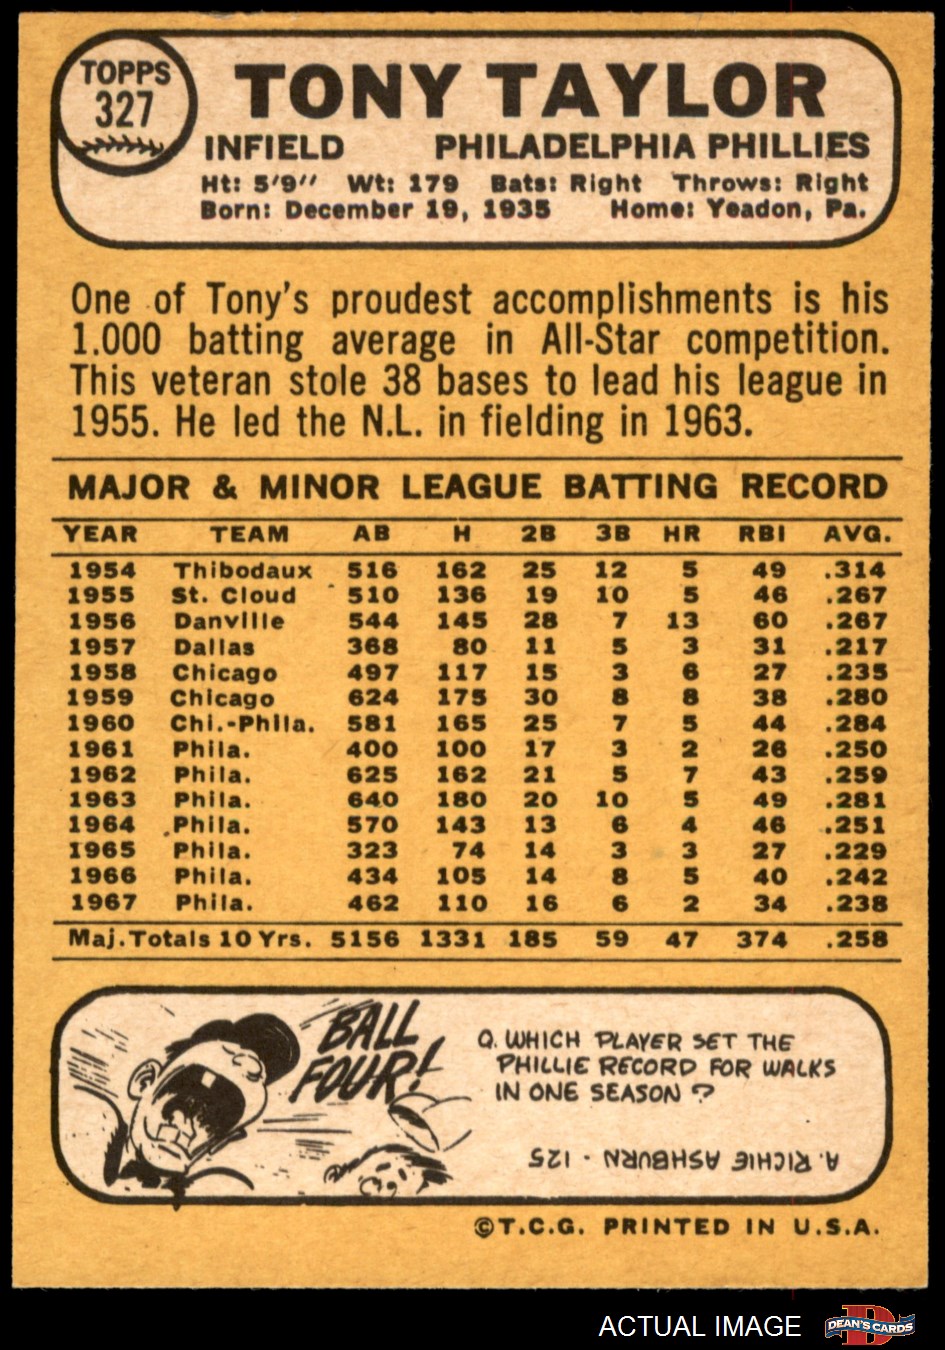 TOPPS
327
TONY TAYLOR
INFIELD PHILADELPHIA PHILLIES
Ht: 5'9'' Wt: 179 Bats: Right Throws: Right
Born: December 19, 1935 Home: Yeadon, Pa.
One of Tony's proudest accomplishments is his
1.000 batting average in All-Star competition.
This veteran stole 38 bases to lead his league in
1955. He led the N.L. in fielding in 1963.
MAJOR & MINOR LEAGUE BATTING RECORD
YEAR TEAM AB H 2B 3B HR RBI AVG.
1954 Thibodaux 516 162 25 12 5 49 .314
1955 St. Cloud 510 136 19 10 5 46 .267
1956 Danville 544 145 28 7 13 60 .267
1957 Dallas 368 80 11 5 3 31 .217
1958 Chicago 497 117 15 3 6 27 .235
1959 Chicago 624 175 30 8 8 38 .280
1960 Chi.-Phila. 581 165 25 7 5 44 .284
1961 Phila. 400 100 17 3 2 26 .250
1962 Phila. 625 162 21 5 7 43 .259
1963 Phila. 640 180 20 10 5 49 .281
1964 Phila. 570 143 13 6 4 46 .251
1965 Phila. 323 74 14 3 3 27 .229
1966 Phila. 434 105 14 8 5 40 .242
1967 Phila. 462 110 16 6 2 34 .238
Maj.Totals 10 Yrs. 5156 1331 185 59 47 374 .258
BALL
FOUR!
Q. WHICH PLAYER SET THE
PHILLIE RECORD FOR WALKS
IN ONE SEASON?
A. RICHIE ASHBURN - 125
©T.C.G. PRINTED IN U.S.A.
ACTUAL IMAGE
D
DEAN'S CARDS